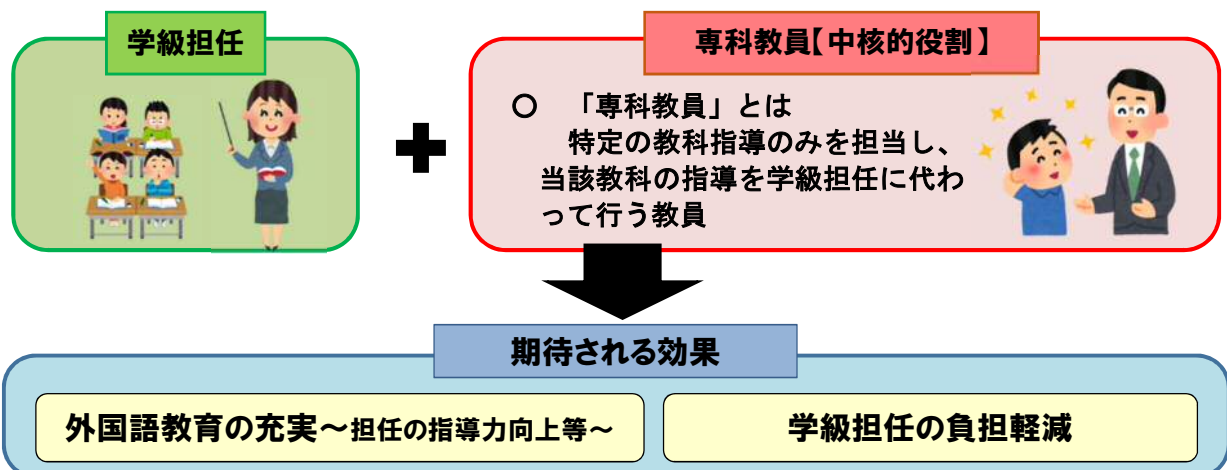 学級担任
専科教員【中核的役割】
○　「専科教員」とは
特定の教科指導のみを担当し、
当該教科の指導を学級担任に代わ
って行う教員
期待される効果
外国語教育の充実～担任の指導力向上等～
学級担任の負担軽減